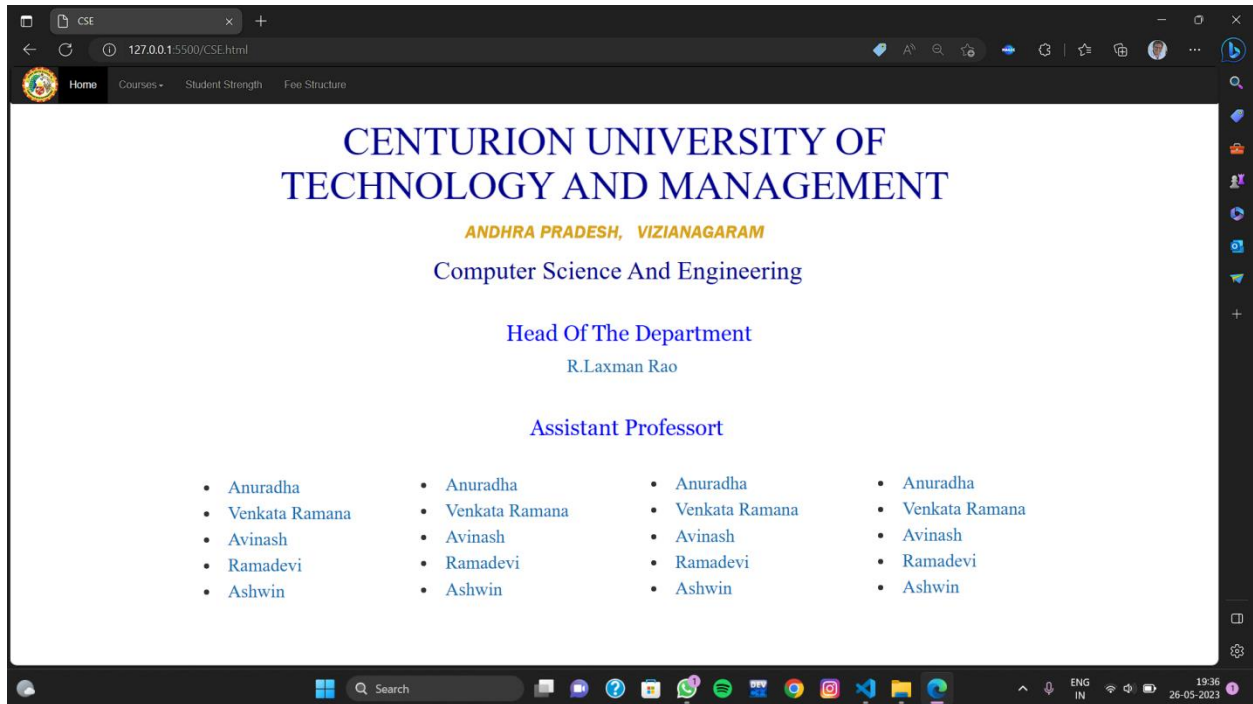 CSE
127.0.0.1:5500/CSE.html
Home Courses Student Strength Fee Structure
CENTURION UNIVERSITY OF
TECHNOLOGY AND MANAGEMENT
ANDHRA PRADESH, VIZIANAGARAM
Computer Science And Engineering
Head Of The Department
R.Laxman Rao
Assistant Professort
Anuradha Anuradha Anuradha Anuradha
Venkata Ramana Venkata Ramana Venkata Ramana Venkata Ramana
Avinash Avinash Avinash Avinash
Ramadevi Ramadevi Ramadevi Ramadevi
Ashwin Ashwin Ashwin Ashwin
Search
ENG 19:36
IN 26-05-2023 1